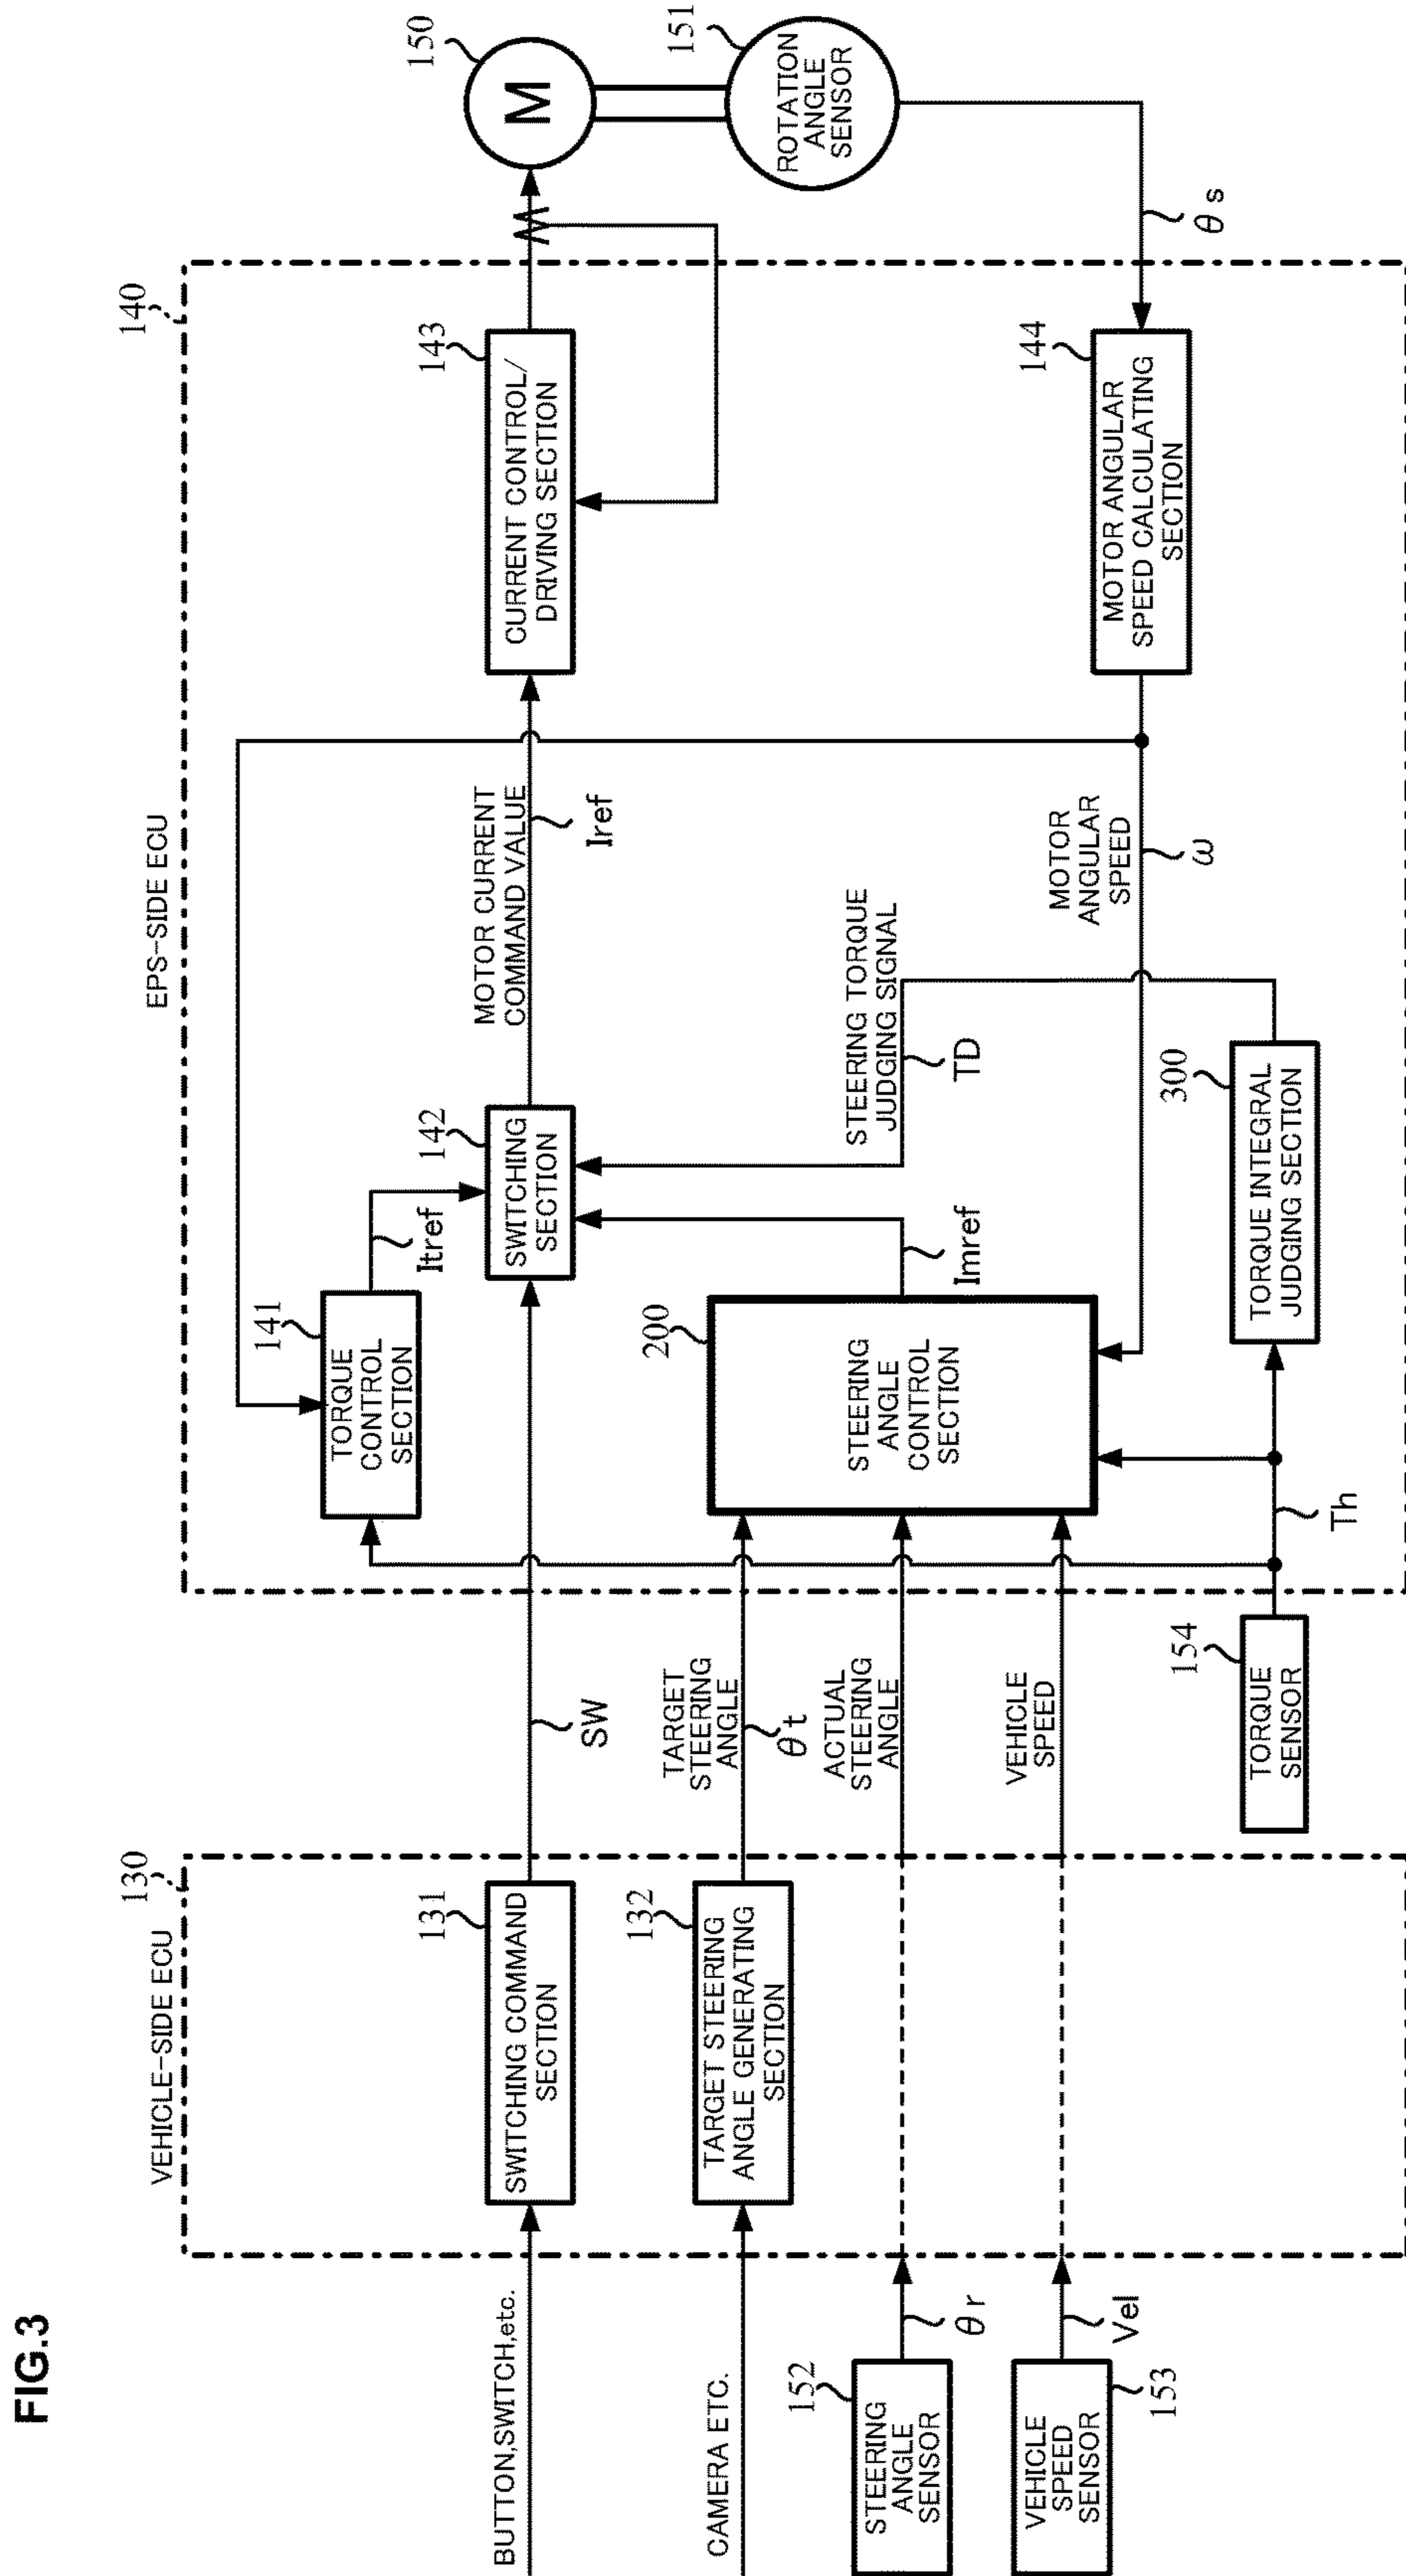 FIG.3
VEHICLE-SIDE ECU
130
EPS-SIDE ECU
140
BUTTON,SWITCH,etc.
131
SWITCHING COMMAND
SECTION
SW
CAMERA ETC.
132
TARGET STEERING
ANGLE GENERATING
SECTION
TARGET
STEERING
ANGLE
θt
152
STEERING
ANGLE
SENSOR
θr
ACTUAL
STEERING
ANGLE
VEHICLE
SPEED
SENSOR
153
Vel
VEHICLE
SPEED
154
TORQUE
SENSOR
Th
141
TORQUE
CONTROL
SECTION
Itref
142
SWITCHING
SECTION
200
STEERING
ANGLE
CONTROL
SECTION
Imref
300
TORQUE INTEGRAL
JUDGING SECTION
STEERING TORQUE
JUDGING SIGNAL
TD
MOTOR CURRENT
COMMAND VALUE
Iref
MOTOR
ANGULAR
SPEED
ω
143
CURRENT CONTROL/
DRIVING SECTION
144
MOTOR ANGULAR
SPEED CALCULATING
SECTION
150
M
151
ROTATION
ANGLE
SENSOR
θs